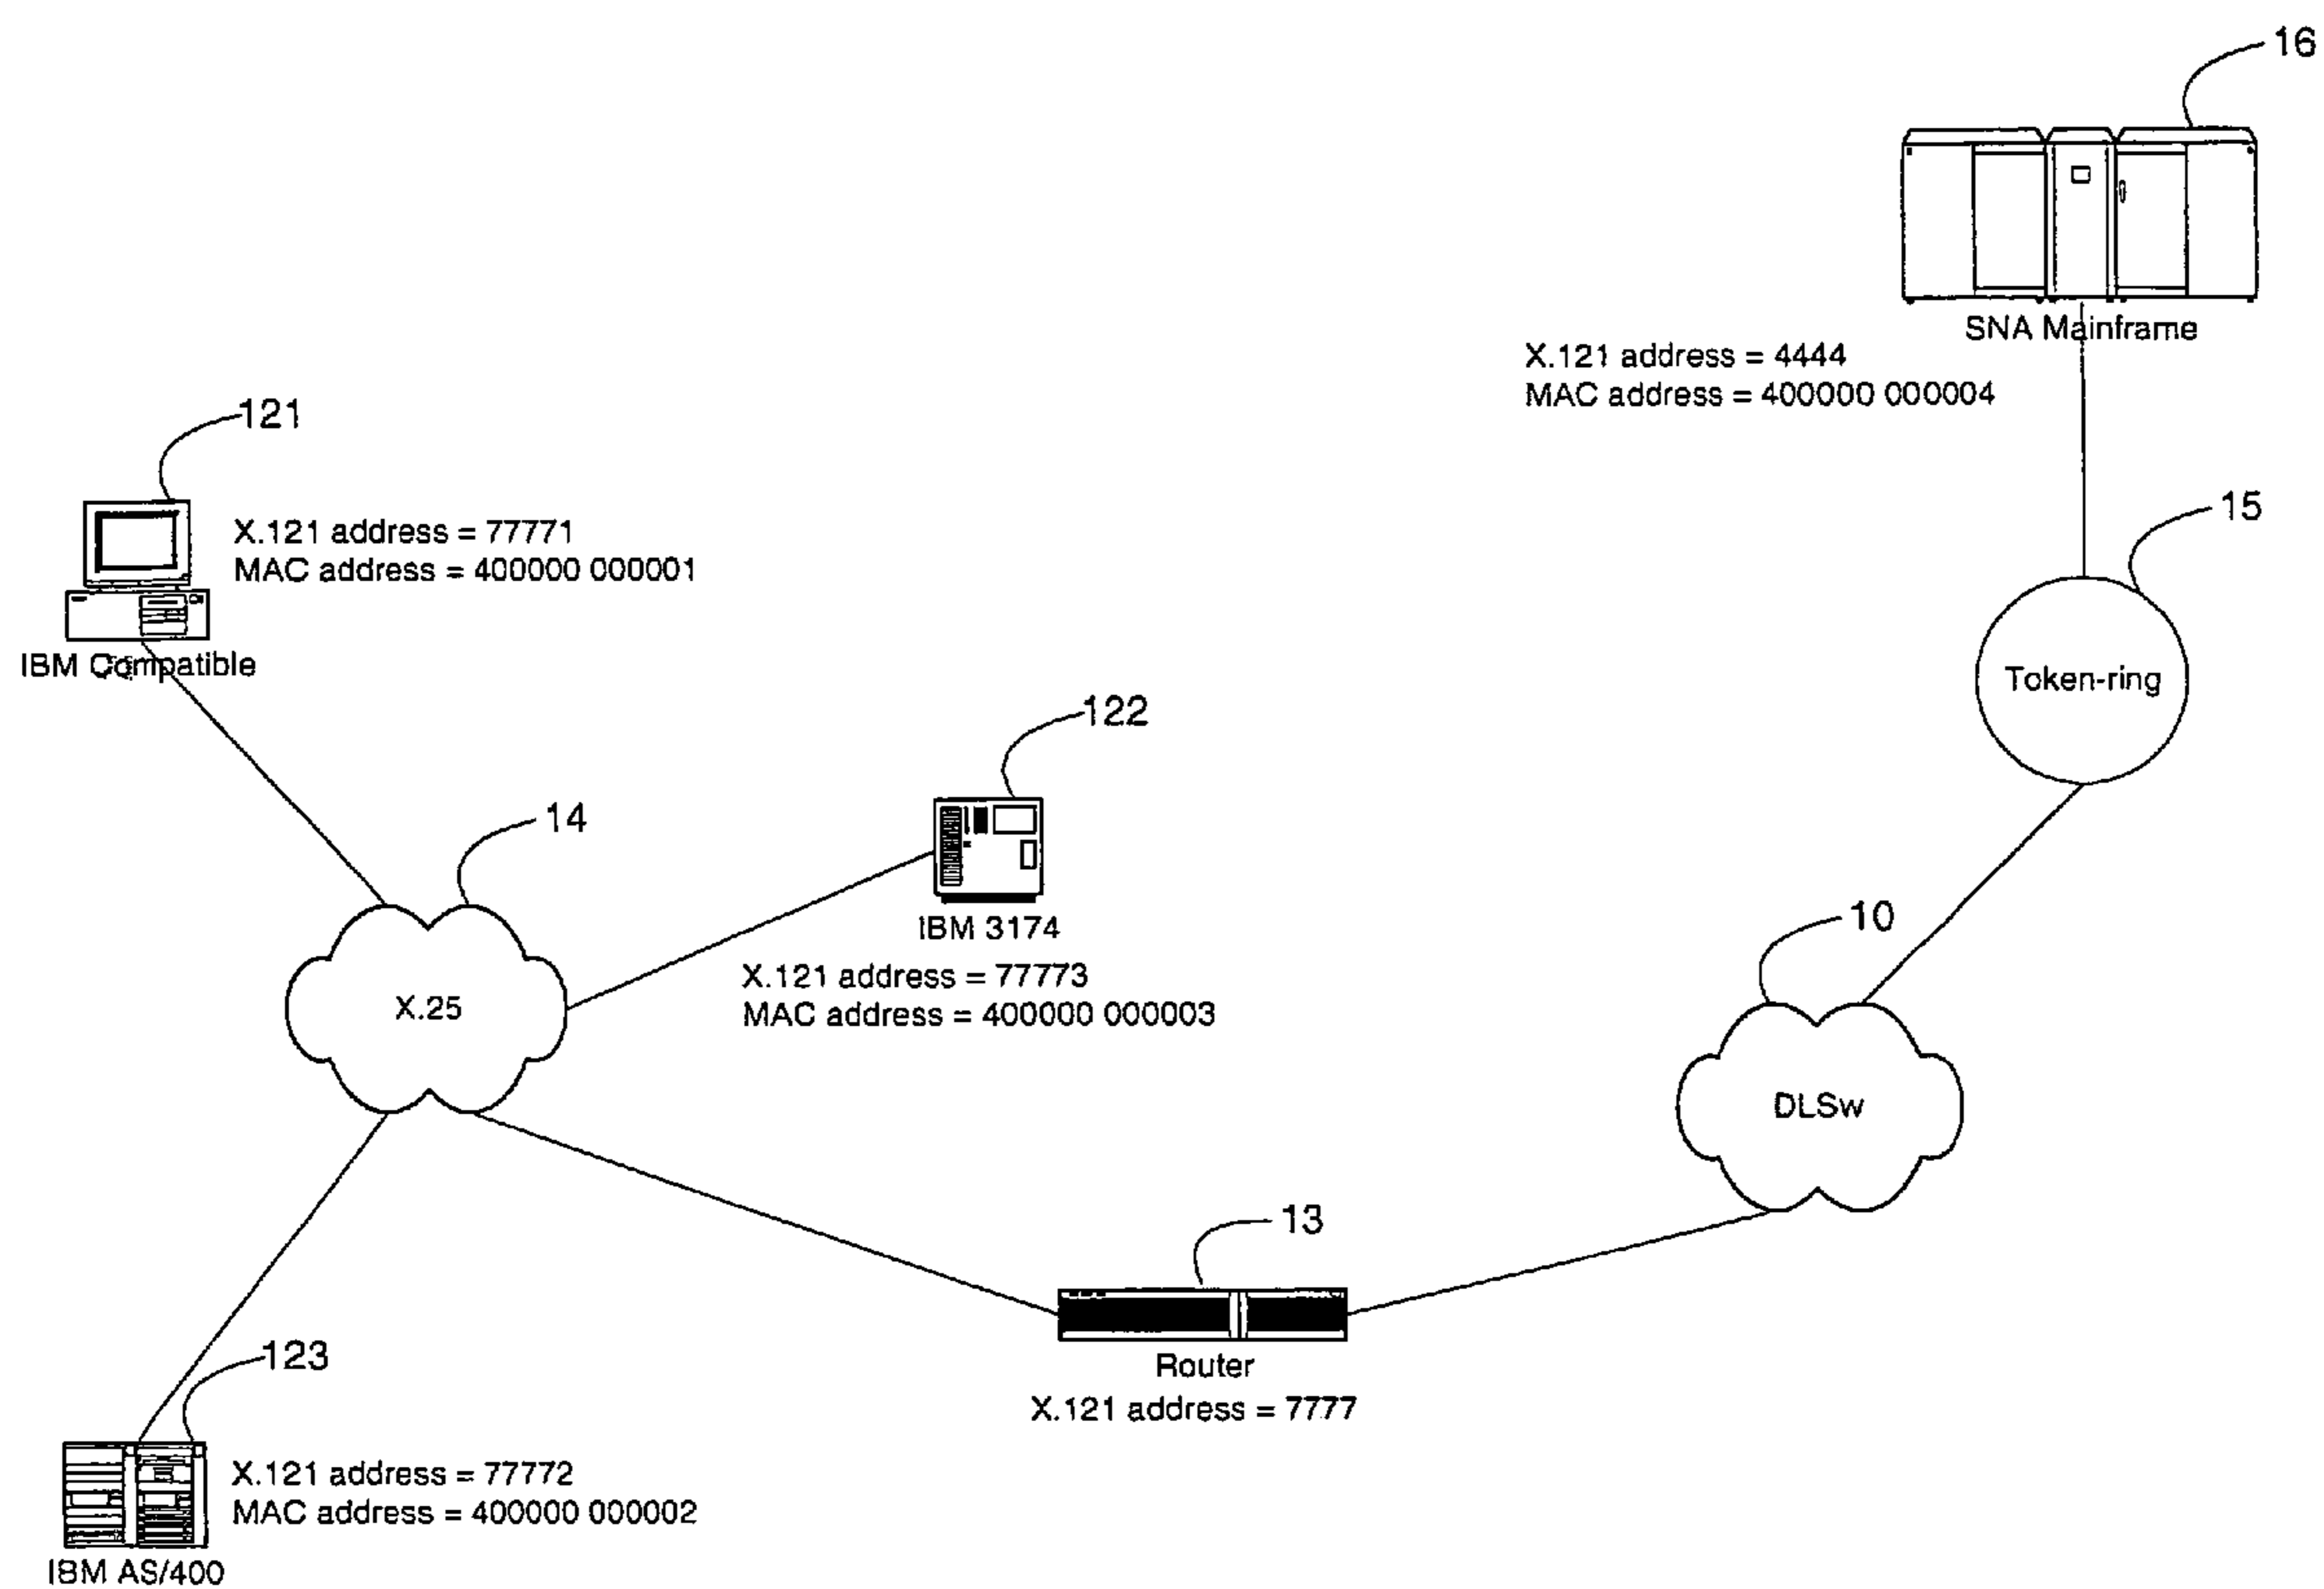 16
SNA Mainframe
X.121 address = 4444
MAC address = 400000 000004
121
X.121 address = 77771
MAC address = 400000 000001
IBM Compatible
15
Token-ring
122
14
IBM 3174
X.121 address = 77773
MAC address = 400000 000003
X.25
10
DLSw
13
Router
X.121 address = 7777
123
X.121 address = 77772
MAC address = 400000 000002
IBM AS/400